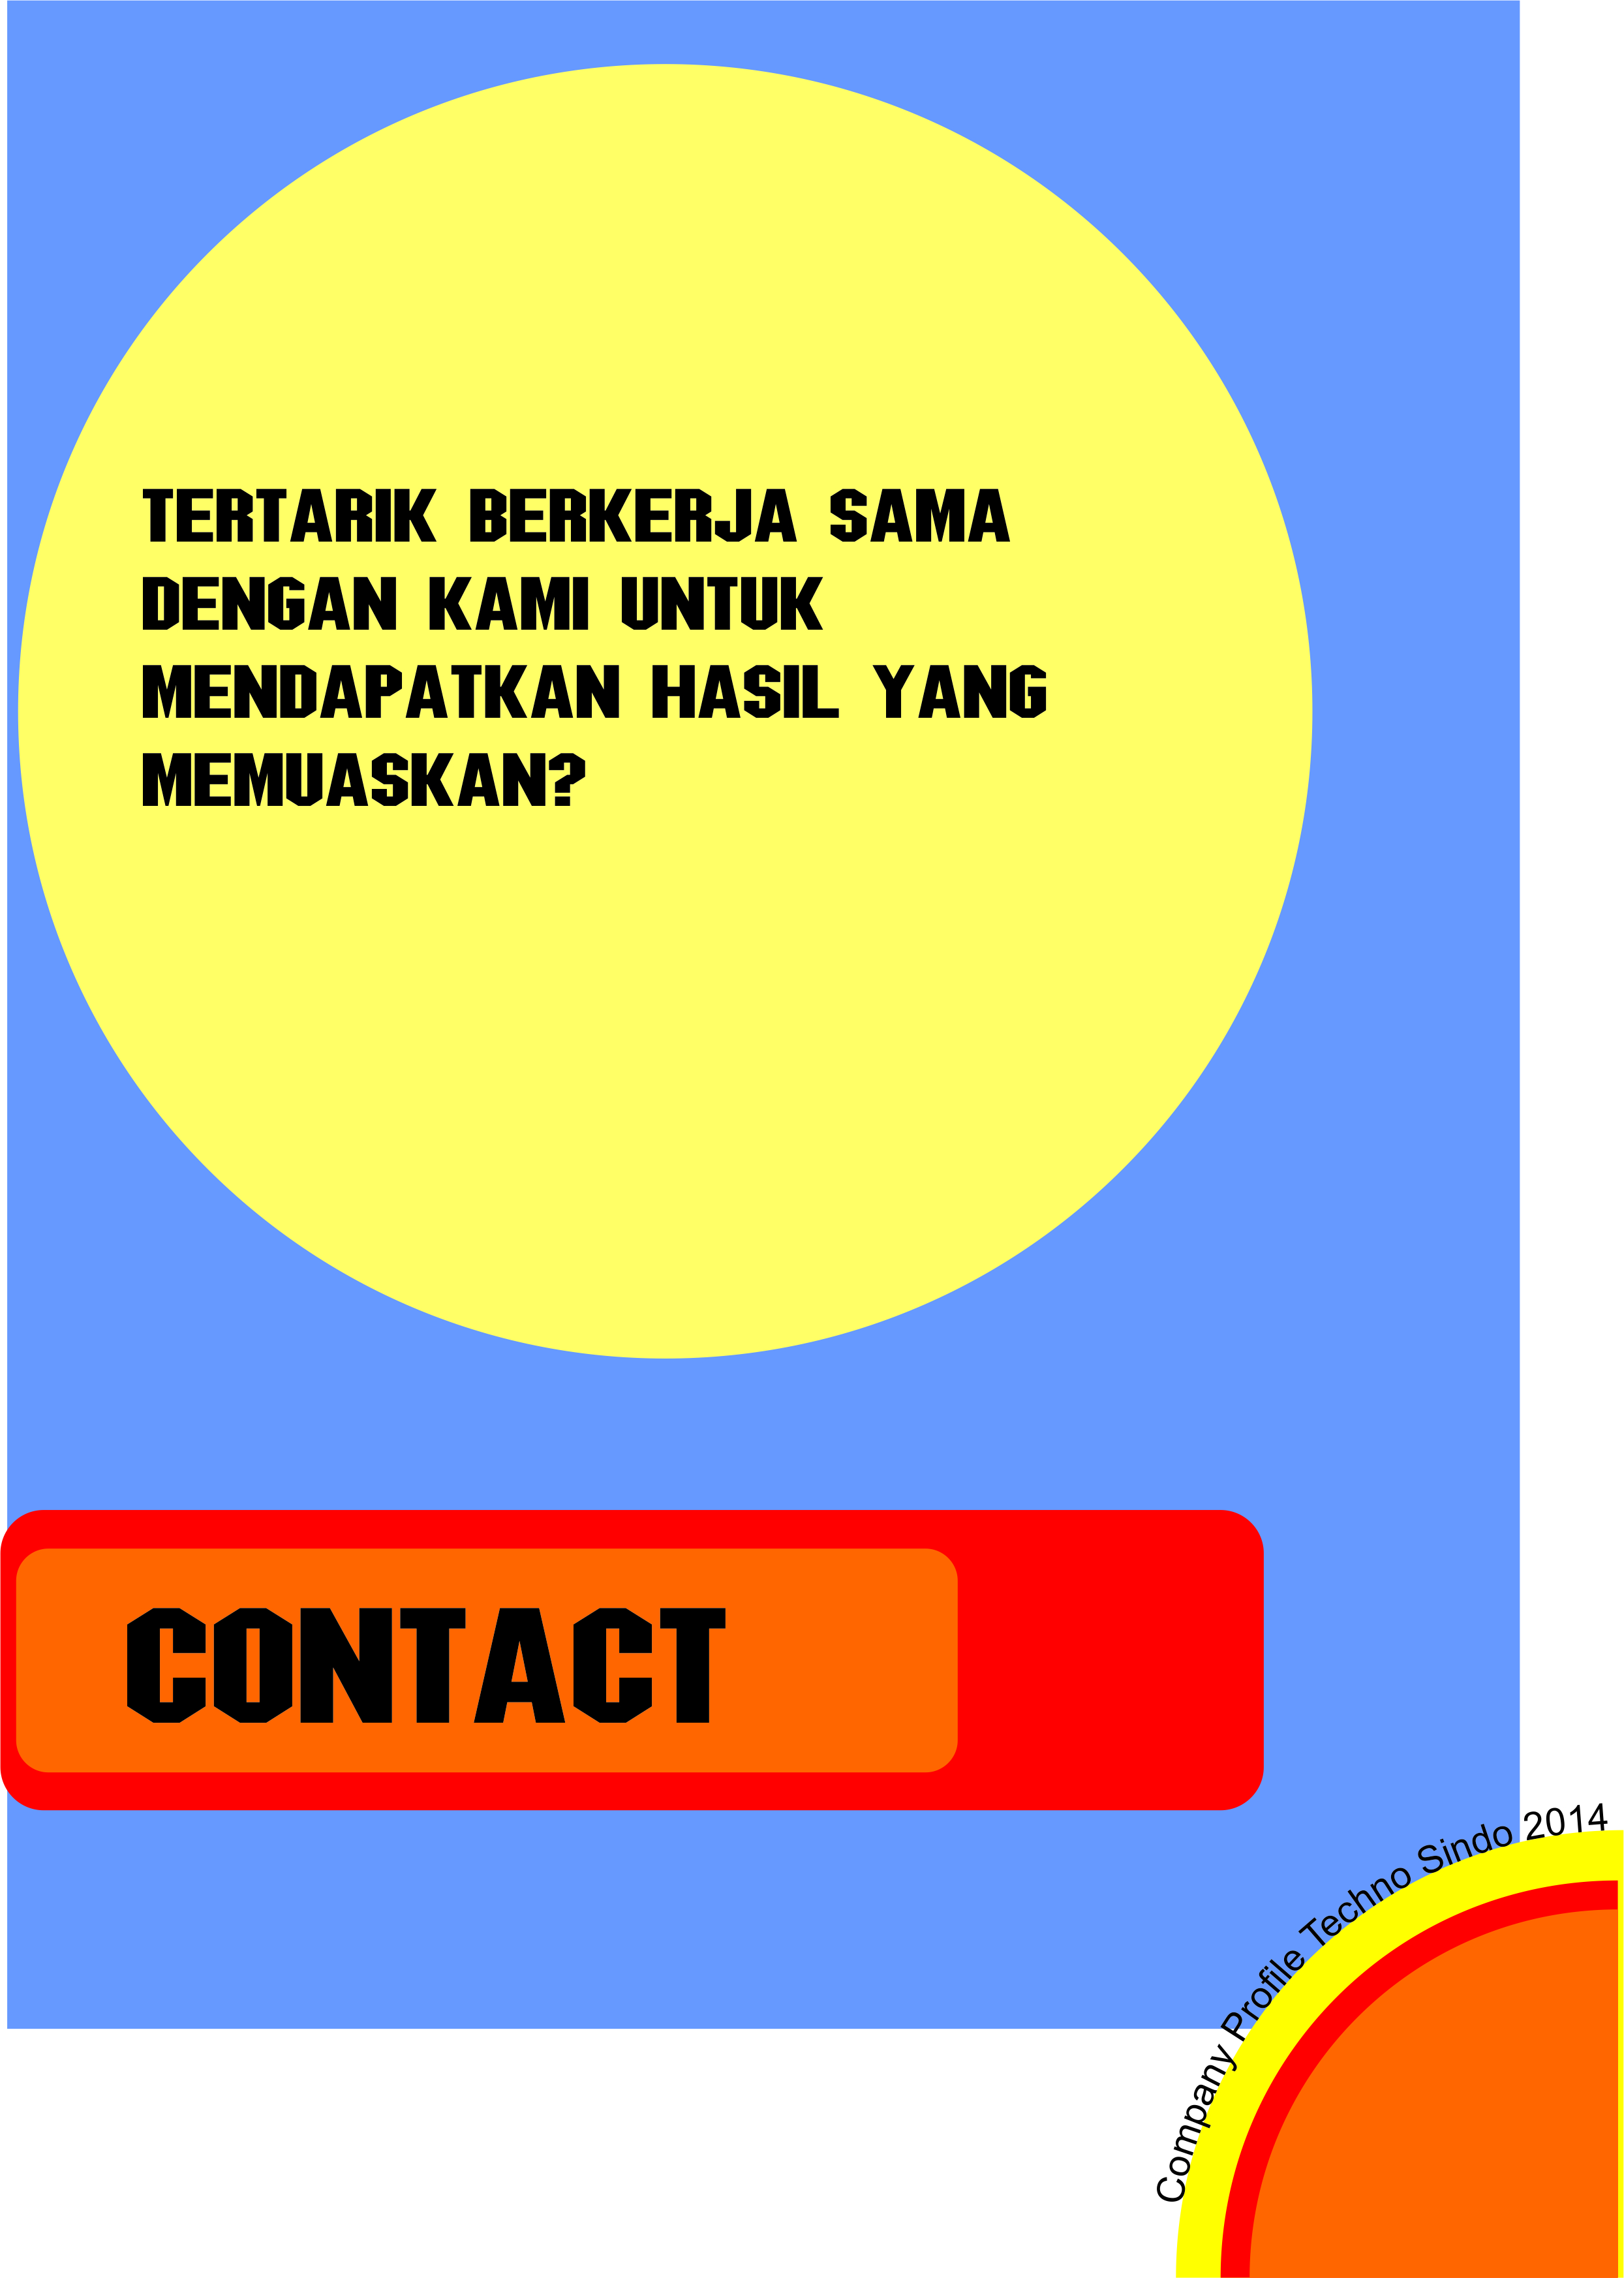 TERTARIK BERKERJA SAMA
DENGAN KAMI UNTUK
MENDAPATKAN HASIL YANG
MEMUASKAN?
CONTACT
Company Profile Techno Sindo 2014